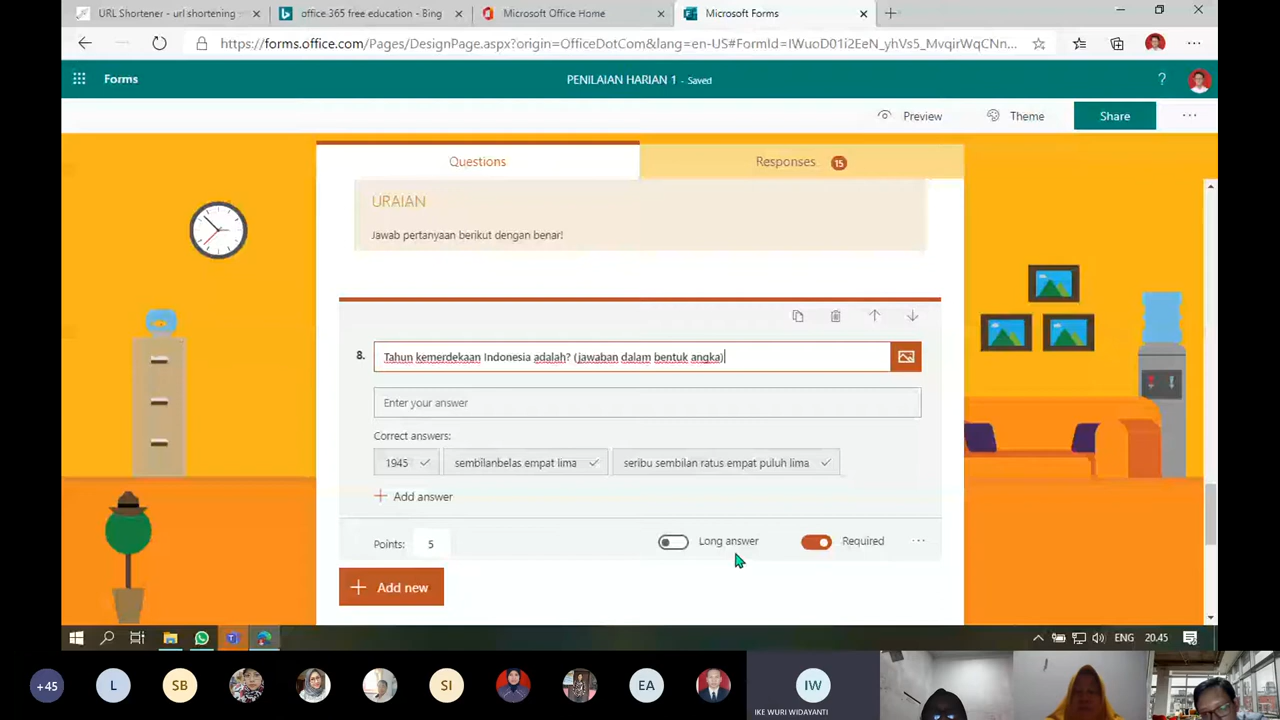 URL Shortener - url shortening
office 365 free education - Bing
Microsoft Office Home
Microsoft Forms
https://forms.office.com/Pages/DesignPage.aspx?origin=OfficeDotCom&lang=en-US#FormId=IWuoD01i2EeN_yhVs5_MvqirWqCNn...
Forms
PENILAIAN HARIAN 1 - Saved
?
Preview
Theme
Share
Questions
Responses 15
URAIAN
Jawab pertanyaan berikut dengan benar!
8.
Tahun kemerdekaan Indonesia adalah? (jawaban dalam bentuk angka)
Enter your answer
Correct answers:
1945
sembilanbelas empat lima
seribu sembilan ratus empat puluh lima
+ Add answer
Points: 5
Long answer
Required
+ Add new
ENG
20.45
+45
L
SB
SI
EA
IW
IKE WURI WIDAYANTI